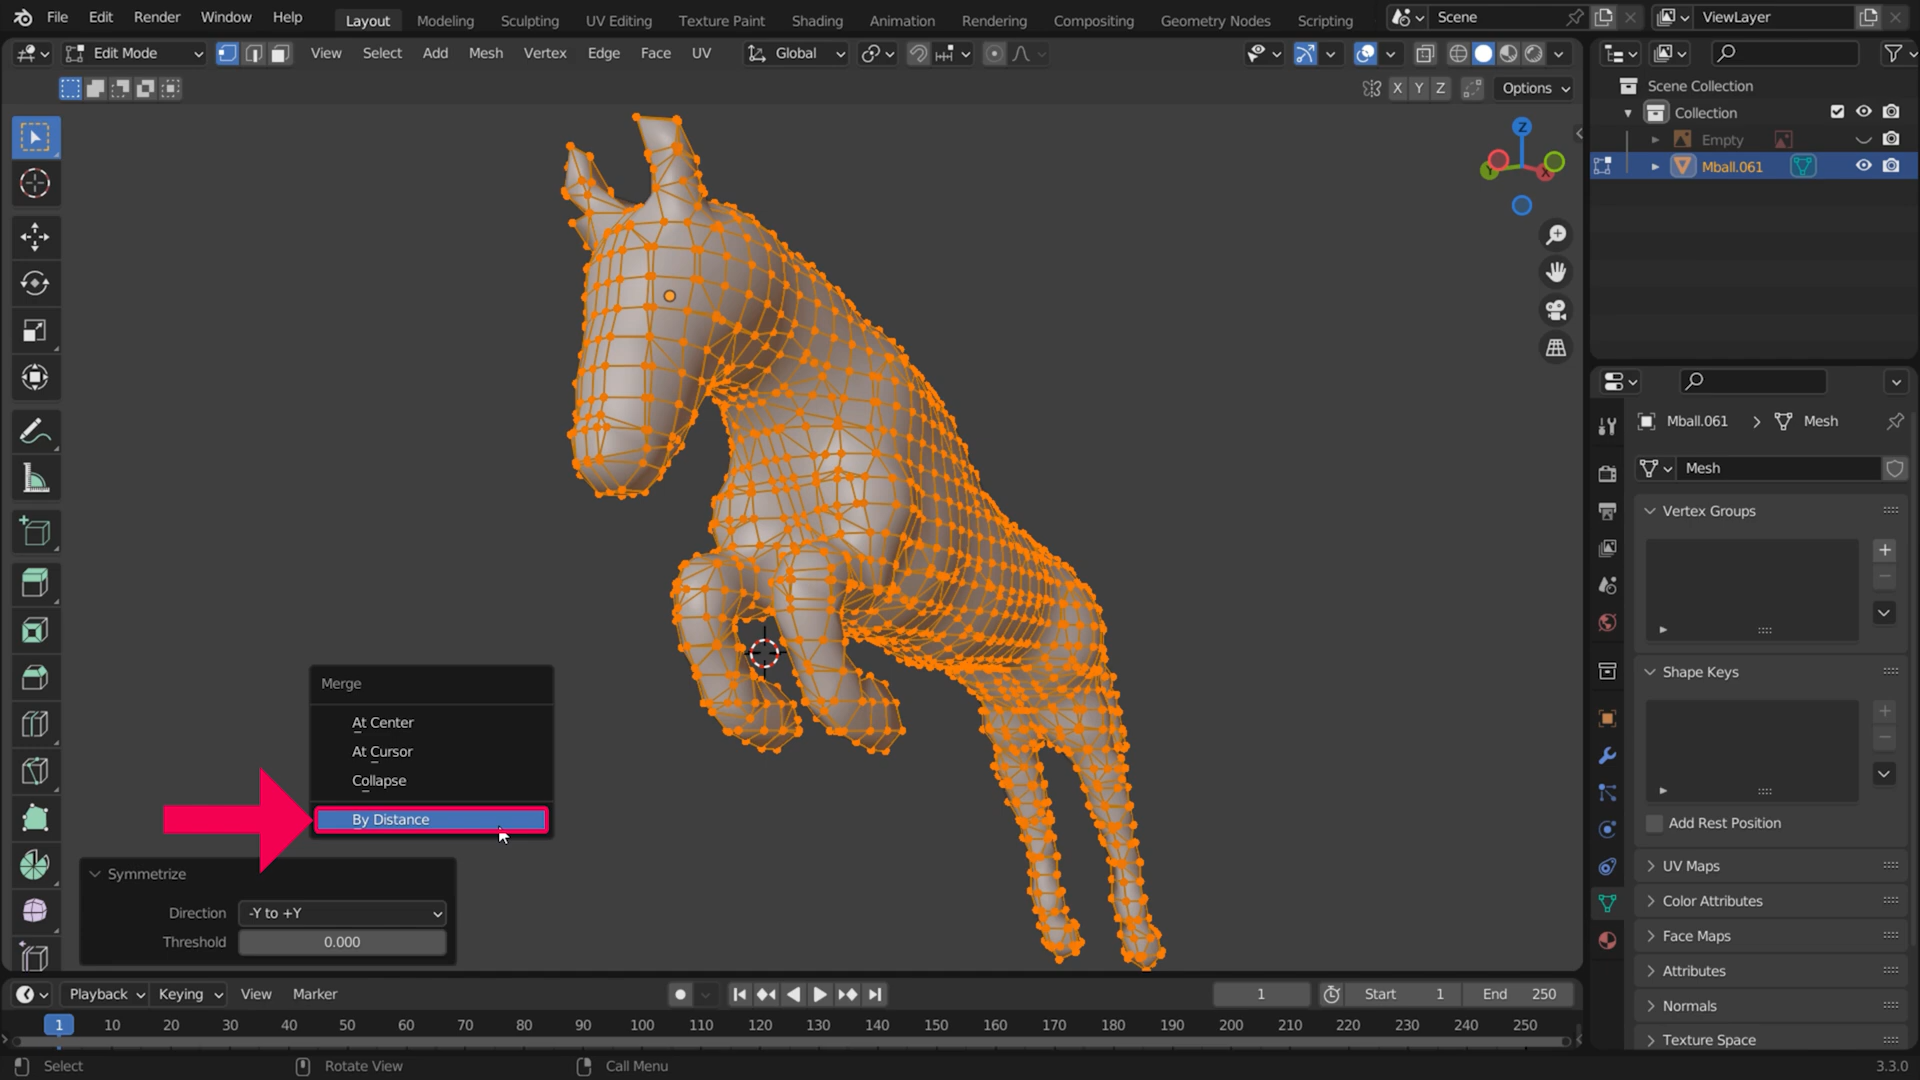 File Edit Render Window Help Layout Modeling Sculpting UV Editing Texture Paint Shading Animation Rendering Compositing Geometry Nodes Scripting Scene ViewLayer
Edit Mode View Select Add Mesh Vertex Edge Face UV Global
X Y Z Options
Scene Collection
Collection
Empty
Mball.061
Z
Y X
Mball.061 > Mesh
Mesh
Vertex Groups
Shape Keys
Add Rest Position
UV Maps
Color Attributes
Face Maps
Attributes
Normals
Texture Space
Merge
At Center
At Cursor
Collapse
By Distance
Symmetrize
Direction -Y to +Y
Threshold 0.000
Playback Keying View Marker 1 Start 1 End 250
1 10 20 30 40 50 60 70 80 90 100 110 120 130 140 150 160 170 180 190 200 210 220 230 240 250
Select Rotate View Call Menu 3.3.0